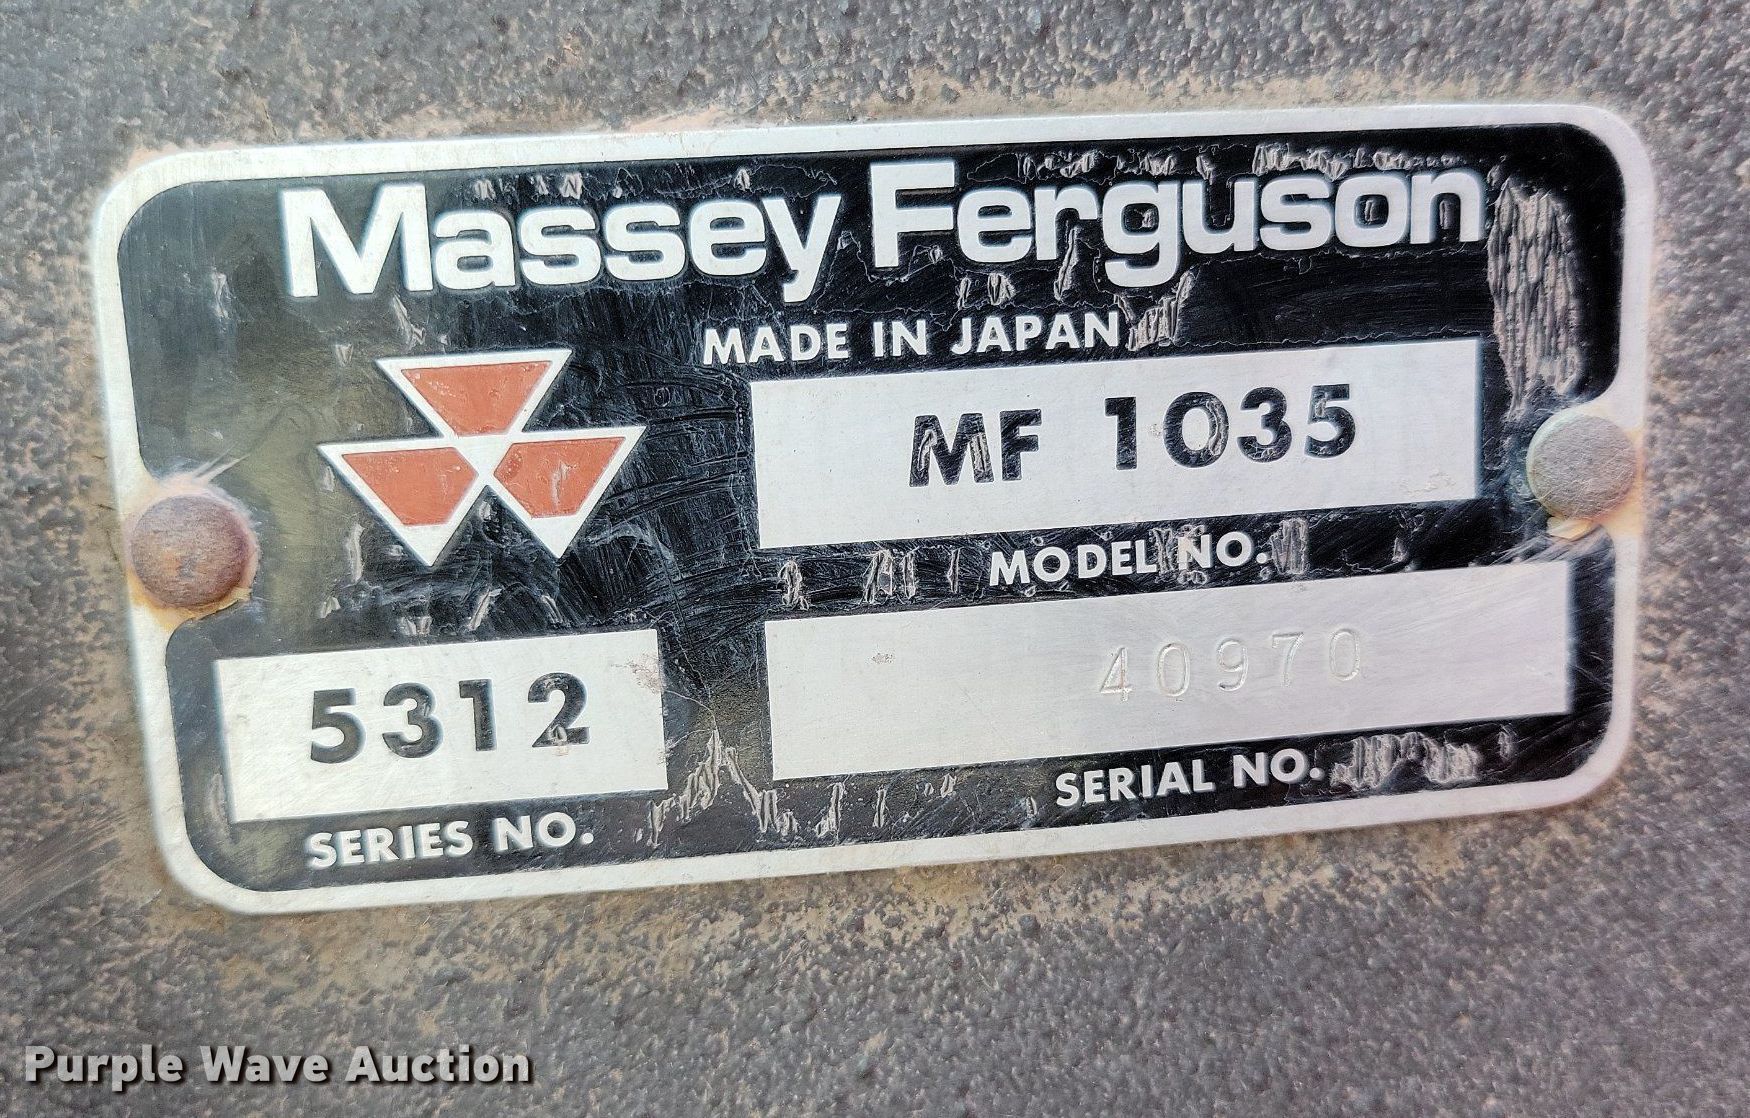 Massey Ferguson
MADE IN JAPAN
MF 1035
MODEL NO.
5312
SERIES NO.
40970
SERIAL NO.
Purple Wave Auction